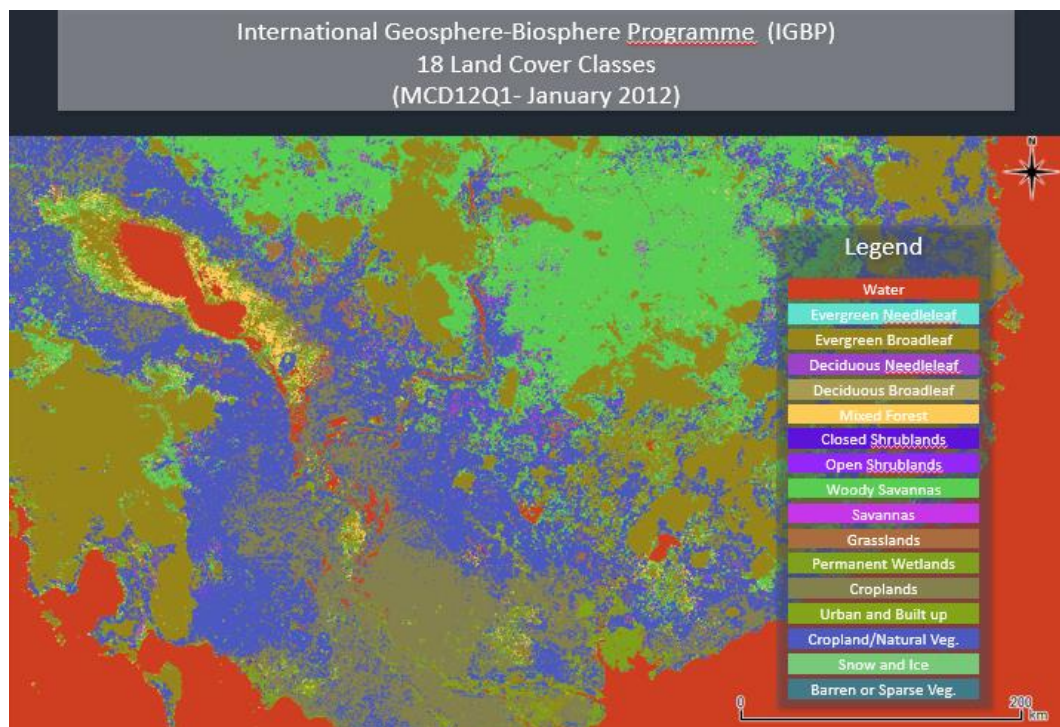 International Geosphere-Biosphere Programme (IGBP)
18 Land Cover Classes
(MCD12Q1- January 2012)
N
Legend
Water
Evergreen Needleleaf
Evergreen Broadleaf
Deciduous Needleleaf
Deciduous Broadleaf
Mixed Forest
Closed Shrublands
Open Shrublands
Woody Savannas
Savannas
Grasslands
Permanent Wetlands
Croplands
Urban and Built up
Cropland/Natural Veg.
Snow and Ice
Barren or Sparse Veg.
0 200
km